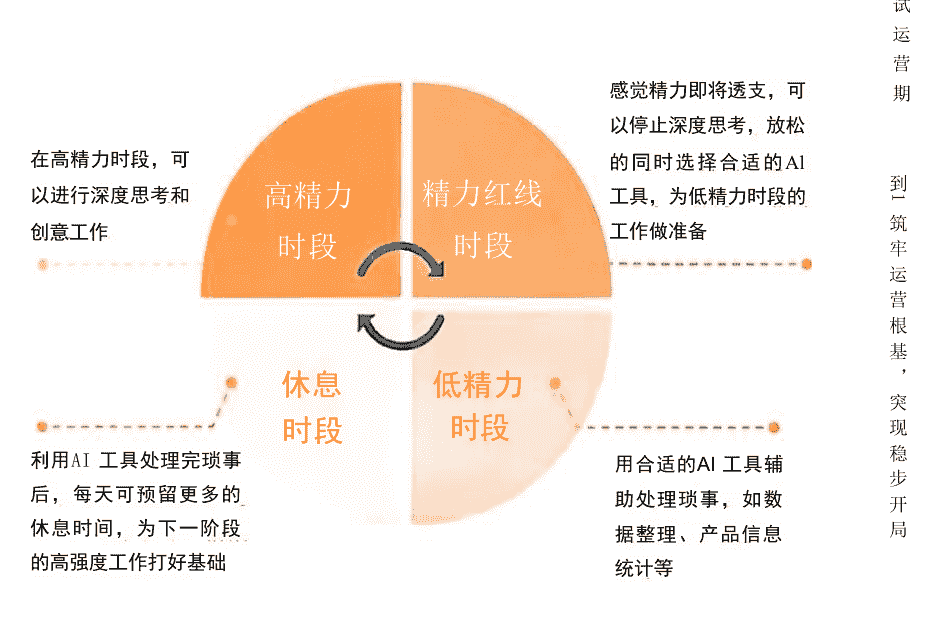 在高精力时段，可
以进行深度思考和
创意工作
高精力
时段
精力红线
时段
感觉精力即将透支，可
以停止深度思考，放松
的同时选择合适的AI
工具，为低精力时段的
工作做准备
休息
时段
低精力
时段
利用AI 工具处理完琐事
后，每天可预留更多的
休息时间，为下一阶段
的高强度工作打好基础
用合适的AI 工具辅
助处理琐事，如数
据整理、产品信息
统计等
试运营期
到1筑牢运营根基，突现稳步开局